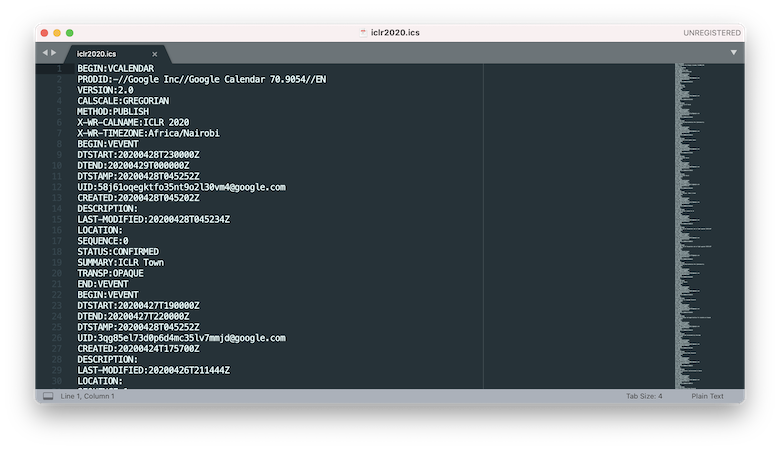 iclr2020.ics
UNREGISTERED
iclr2020.ics ×
1 BEGIN:VCALENDAR
2 PRODID:-//Google Inc//Google Calendar 70.9054//EN
3 VERSION:2.0
4 CALSCALE:GREGORIAN
5 METHOD:PUBLISH
6 X-WR-CALNAME:ICLR 2020
7 X-WR-TIMEZONE:Africa/Nairobi
8 BEGIN:VEVENT
9 DTSTART:20200428T230000Z
10 DTEND:20200429T000000Z
11 DTSTAMP:20200428T045252Z
12 UID:58j61oqegktfo35nt9o2l30vm4@google.com
13 CREATED:20200428T045202Z
14 DESCRIPTION:
15 LAST-MODIFIED:20200428T045234Z
16 LOCATION:
17 SEQUENCE:0
18 STATUS:CONFIRMED
19 SUMMARY:ICLR Town
20 TRANSP:OPAQUE
21 END:VEVENT
22 BEGIN:VEVENT
23 DTSTART:20200427T190000Z
24 DTEND:20200427T220000Z
25 DTSTAMP:20200428T045252Z
26 UID:3qg85el73d0p6d4mc35lv7mmjd@google.com
27 CREATED:20200424T175700Z
28 DESCRIPTION:
29 LAST-MODIFIED:20200426T211444Z
30 LOCATION:
Line 1, Column 1
Tab Size: 4
Plain Text